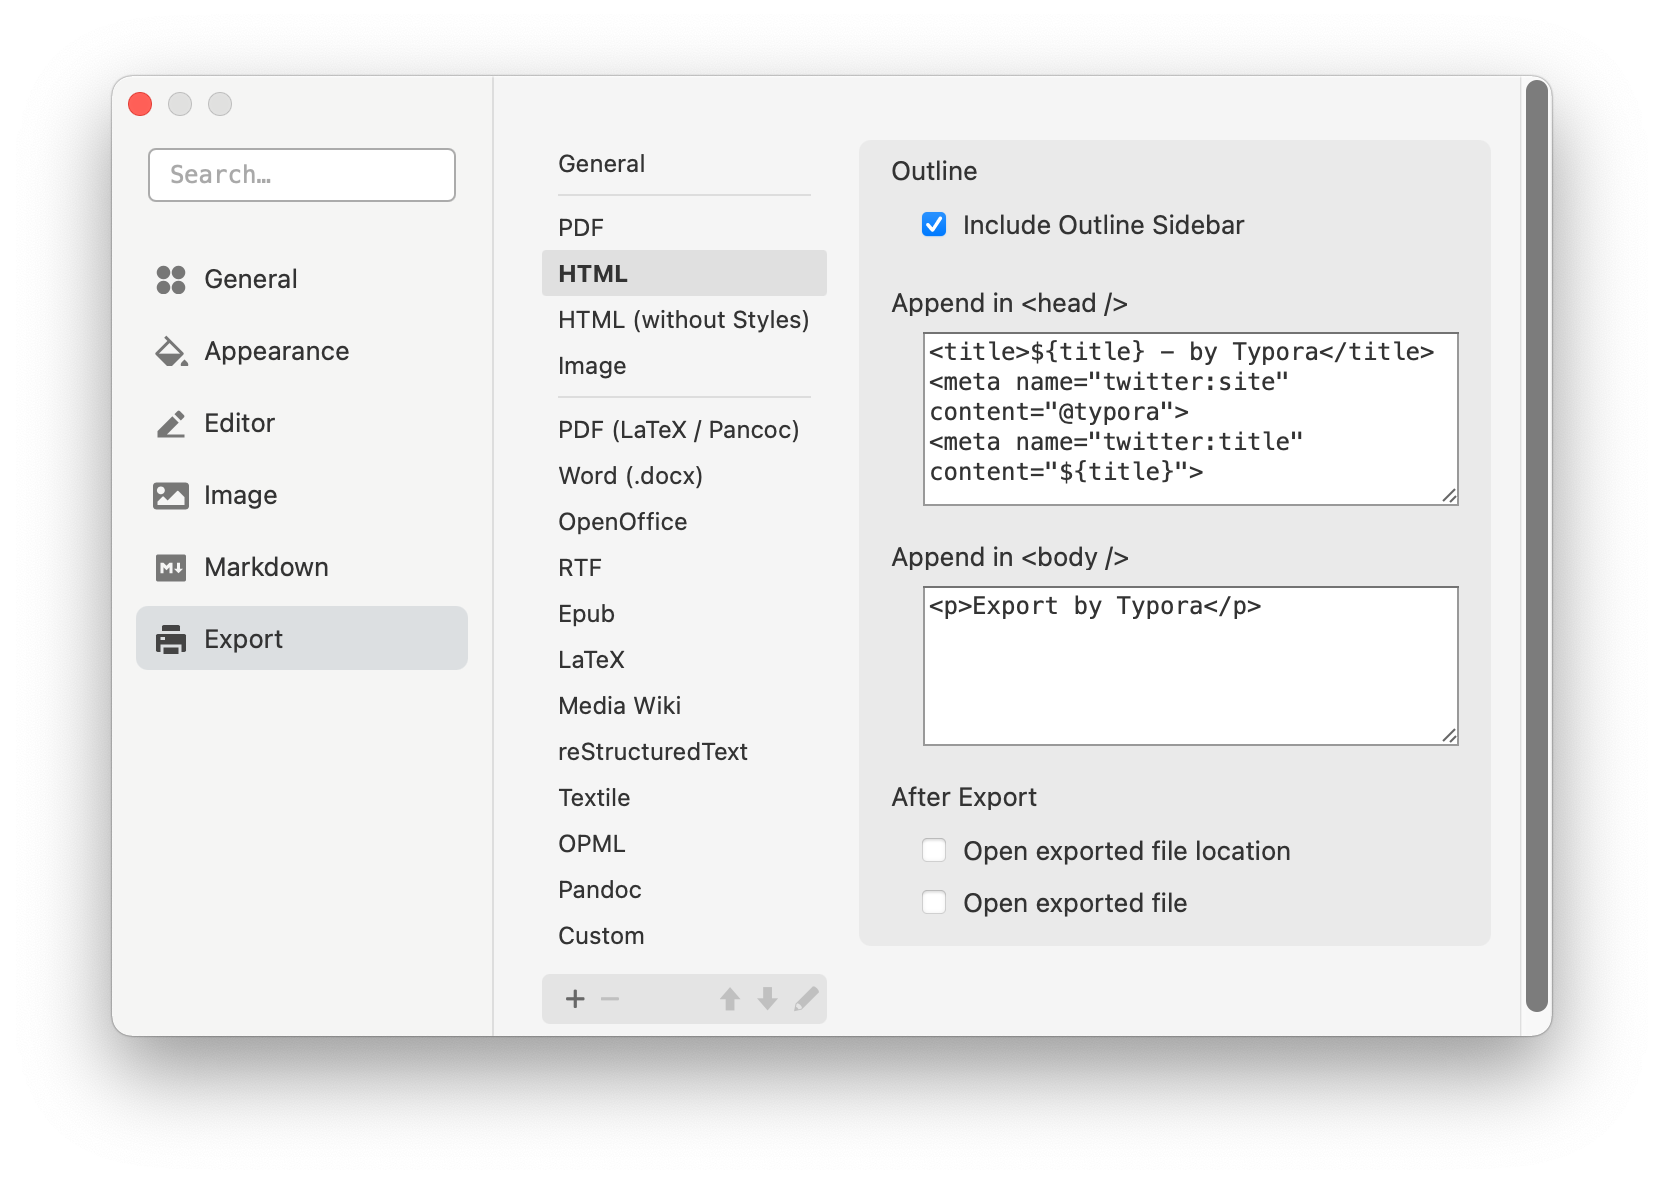 Search…
General
Appearance
Editor
Image
Markdown
Export
General
PDF
HTML
HTML (without Styles)
Image
PDF (LaTeX / Pancoc)
Word (.docx)
OpenOffice
RTF
Epub
LaTeX
Media Wiki
reStructuredText
Textile
OPML
Pandoc
Custom
Outline
Include Outline Sidebar
Append in <head />
<title>${title} - by Typora</title>
<meta name="twitter:site"
content="@typora">
<meta name="twitter:title"
content="${title}">
Append in <body />
<p>Export by Typora</p>
After Export
Open exported file location
Open exported file